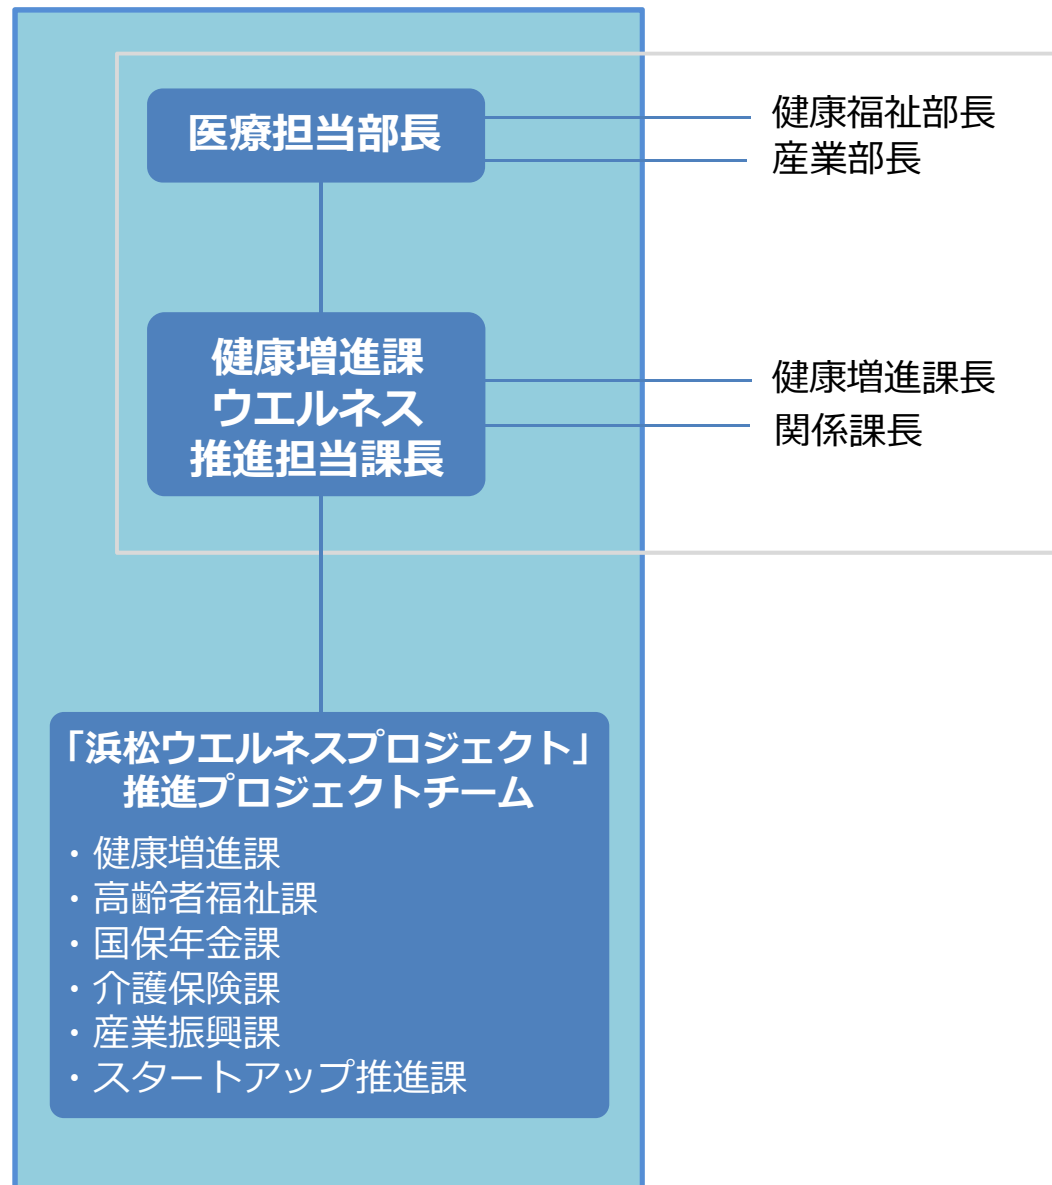 医療担当部長
健康福祉部長
産業部長
健康増進課
ウエルネス
推進担当課長
健康増進課長
関係課長
「浜松ウエルネスプロジェクト」
推進プロジェクトチーム
・健康増進課
・高齢者福祉課
・国保年金課
・介護保険課
・産業振興課
・スタートアップ推進課